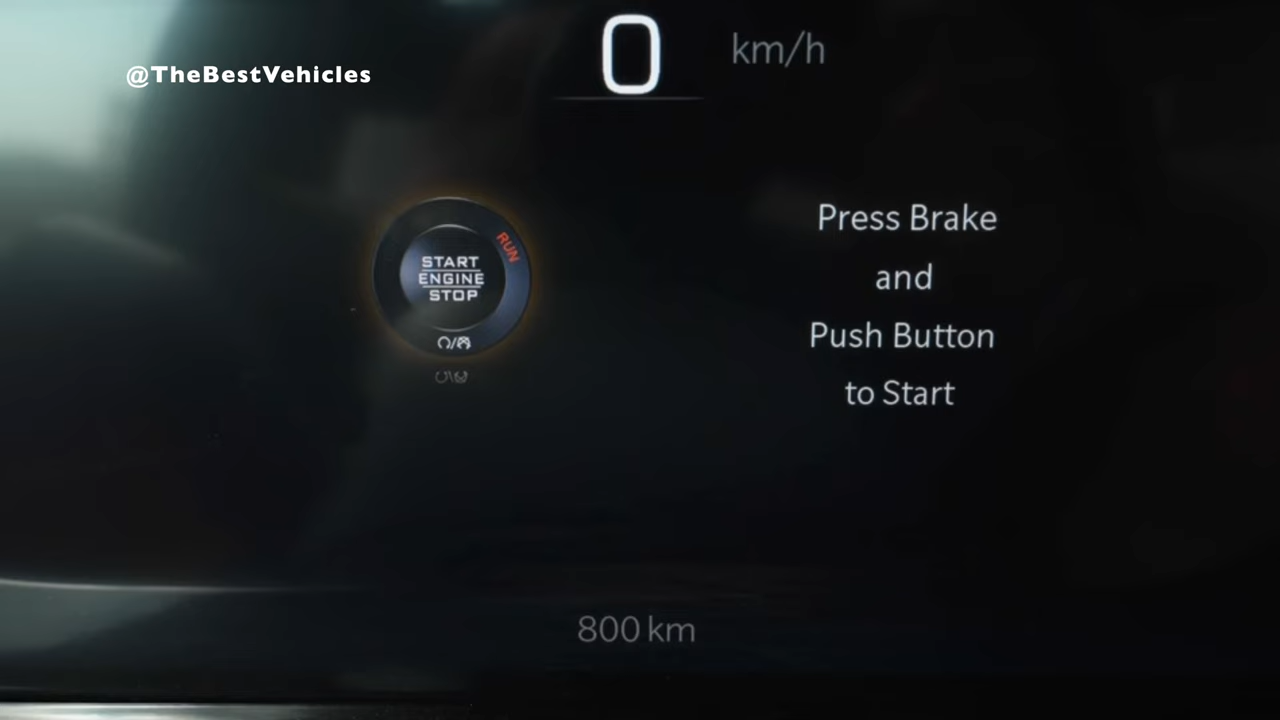 0 km/h
@TheBestVehicles
RUN
START
ENGINE
STOP
Press Brake
and
Push Button
to Start
800 km